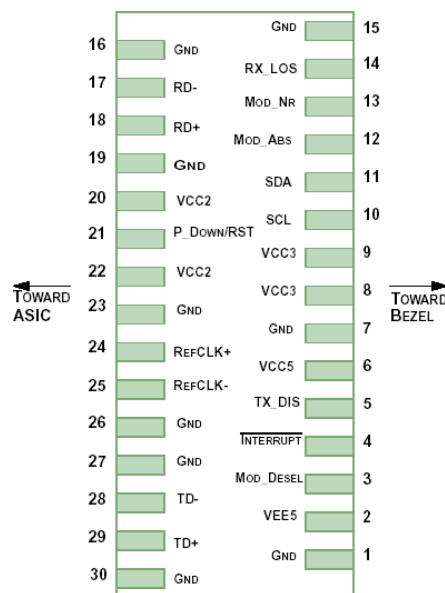 GND 15
16 GND
RX_LOS 14
17 RD-
MOD_NR 13
18 RD+
MOD_ABS 12
19 GND
SDA 11
20 VCC2
SCL 10
21 P_DOWN/RST
VCC3 9
22 VCC2
VCC3 8
TOWARD
ASIC
TOWARD
BEZEL
23 GND
GND 7
24 REFCLK+
VCC5 6
25 REFCLK-
TX_DIS 5
26 GND
INTERRUPT 4
27 GND
MOD_DESEL 3
28 TD-
VEE5 2
29 TD+
GND 1
30 GND